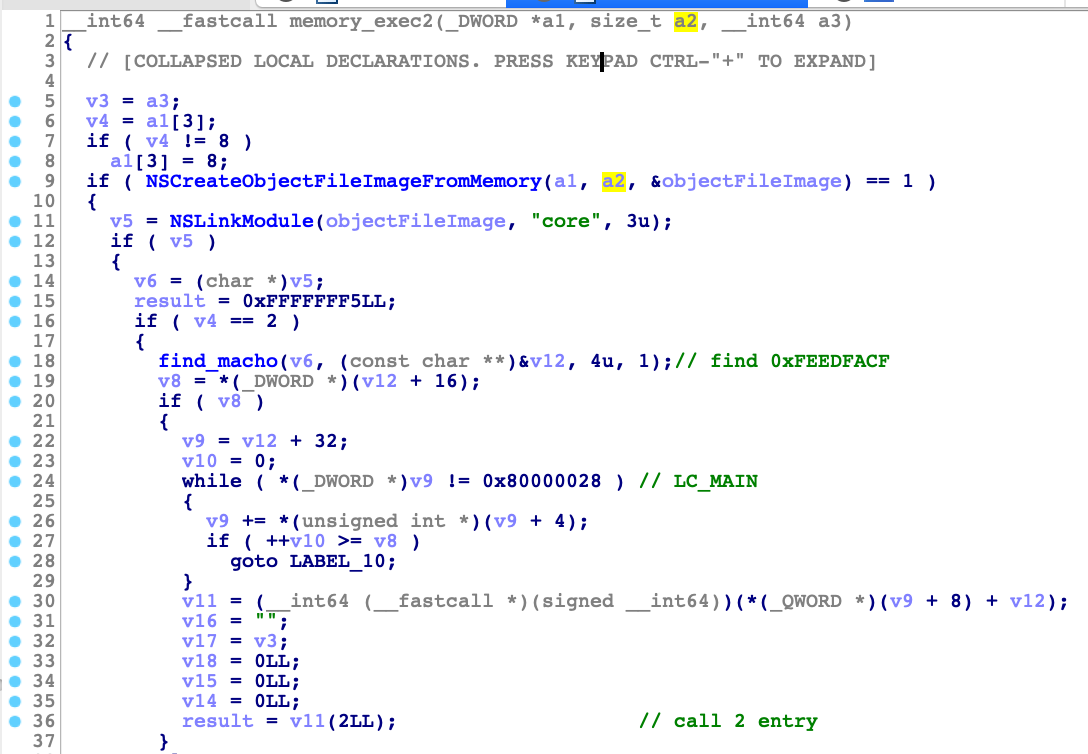 1 __int64 __fastcall memory_exec2(_DWORD *a1, size_t a2, __int64 a3)
2 {
3 // [COLLAPSED LOCAL DECLARATIONS. PRESS KEYPAD CTRL-"+" TO EXPAND]
4
5 v3 = a3;
6 v4 = a1[3];
7 if ( v4 != 8 )
8 a1[3] = 8;
9 if ( NSCreateObjectFileImageFromMemory(a1, a2, &objectFileImage) == 1 )
10 {
11 v5 = NSLinkModule(objectFileImage, "core", 3u);
12 if ( v5 )
13 {
14 v6 = (char *)v5;
15 result = 0xFFFFFFF5LL;
16 if ( v4 == 2 )
17 {
18 find_macho(v6, (const char **)&v12, 4u, 1);// find 0xFEEDFACF
19 v8 = *(_DWORD *)(v12 + 16);
20 if ( v8 )
21 {
22 v9 = v12 + 32;
23 v10 = 0;
24 while ( *(_DWORD *)v9 != 0x80000028 ) // LC_MAIN
25 {
26 v9 += *(unsigned int *)(v9 + 4);
27 if ( ++v10 >= v8 )
28 goto LABEL_10;
29 }
30 v11 = (__int64 (__fastcall *)(signed __int64))(*(_QWORD *)(v9 + 8) + v12);
31 v16 = "";
32 v17 = v3;
33 v18 = 0LL;
34 v15 = 0LL;
35 v14 = 0LL;
36 result = v11(2LL); // call 2 entry
37 }